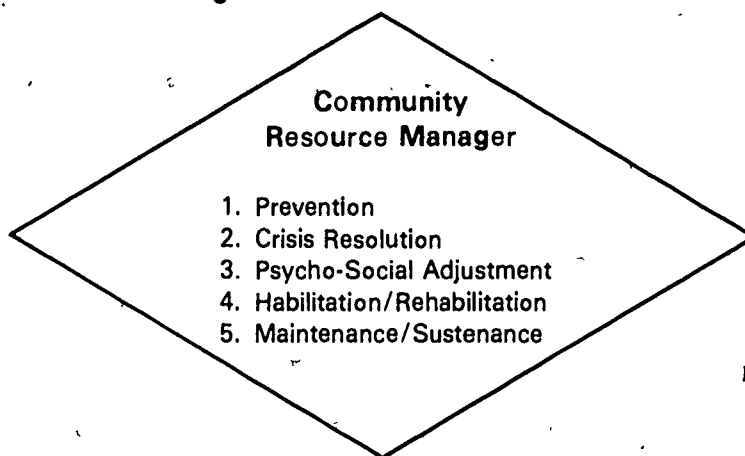 Community
Resource Manager
1. Prevention
2. Crisis Resolution
3. Psycho-Social Adjustment
4. Habilitation/Rehabilitation
5. Maintenance/Sustenance